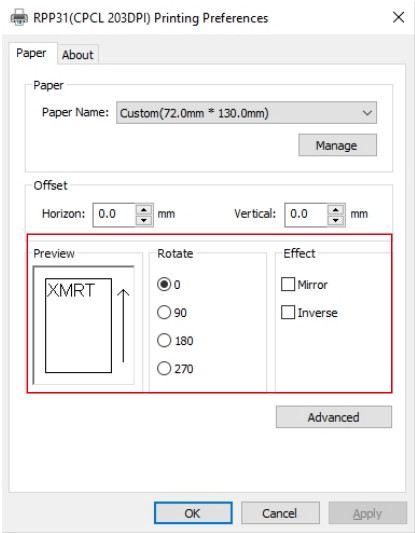 RPP31(CPCL 203DPI) Printing Preferences
Paper About
Paper
Paper Name: Custom(72.0mm * 130.0mm)
Manage
Offset
Horizon: 0.0 mm Vertical: 0.0 mm
Preview Rotate Effect
XMRT 0 Mirror
90 Inverse
180
270
Advanced
OK Cancel Apply